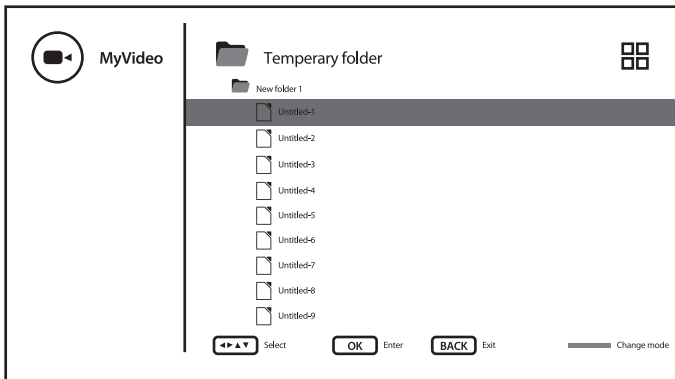 MyVideo
Temperary folder
New folder 1
Untitled-1
Untitled-2
Untitled-3
Untitled-4
Untitled-5
Untitled-6
Untitled-7
Untitled-8
Untitled-9
Select OK Enter BACK Exit Change mode